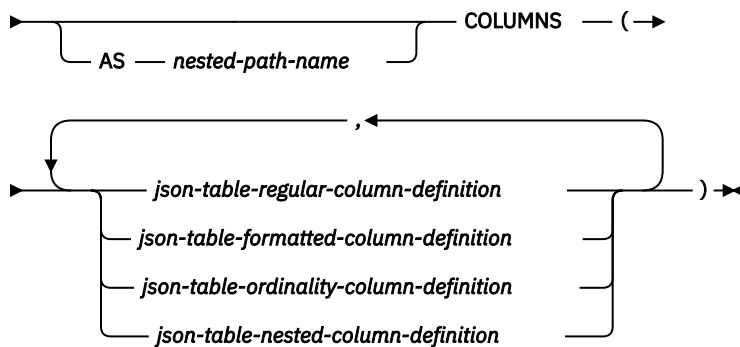 COLUMNS (
AS nested-path-name
,
json-table-regular-column-definition )
json-table-formatted-column-definition
json-table-ordinality-column-definition
json-table-nested-column-definition